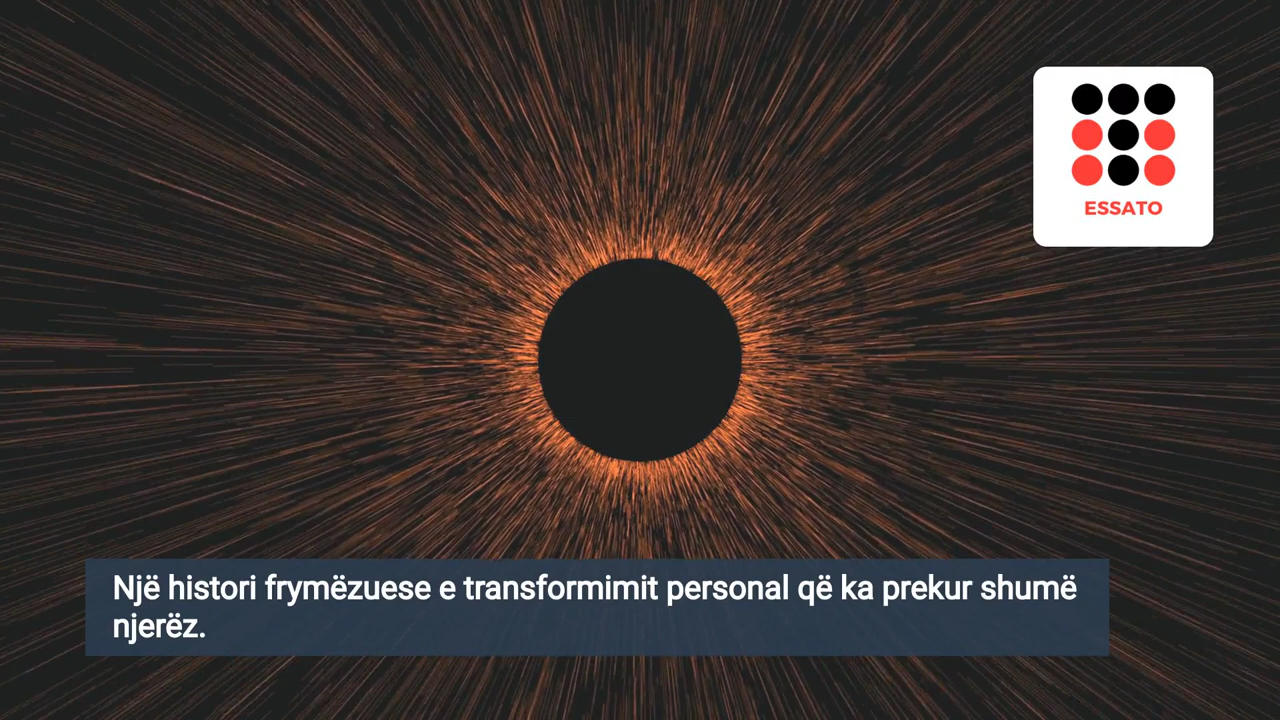 ESSATO
Një histori frymëzuese e transformimit personal që ka prekur shumë
njerëz.